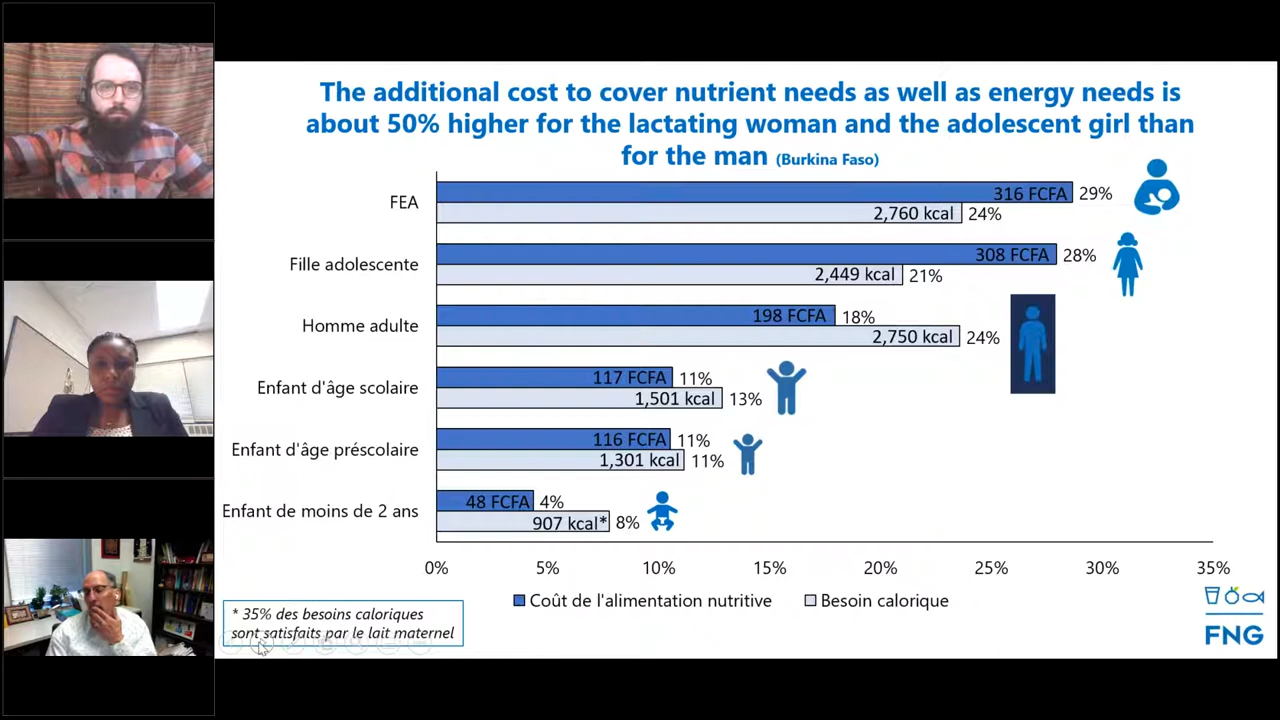 The additional cost to cover nutrient needs as well as energy needs is
about 50% higher for the lactating woman and the adolescent girl than
for the man (Burkina Faso)
FEA
316 FCFA 29%
2,760 kcal 24%
Fille adolescente
308 FCFA 28%
2,449 kcal 21%
Homme adulte
198 FCFA 18%
2,750 kcal 24%
Enfant d'âge scolaire
117 FCFA 11%
1,501 kcal 13%
Enfant d'âge préscolaire
116 FCFA 11%
1,301 kcal 11%
Enfant de moins de 2 ans
48 FCFA 4%
907 kcal* 8%
0% 5% 10% 15% 20% 25% 30% 35%
Coût de l'alimentation nutritive Besoin calorique
* 35% des besoins caloriques
sont satisfaits par le lait maternel
FNG